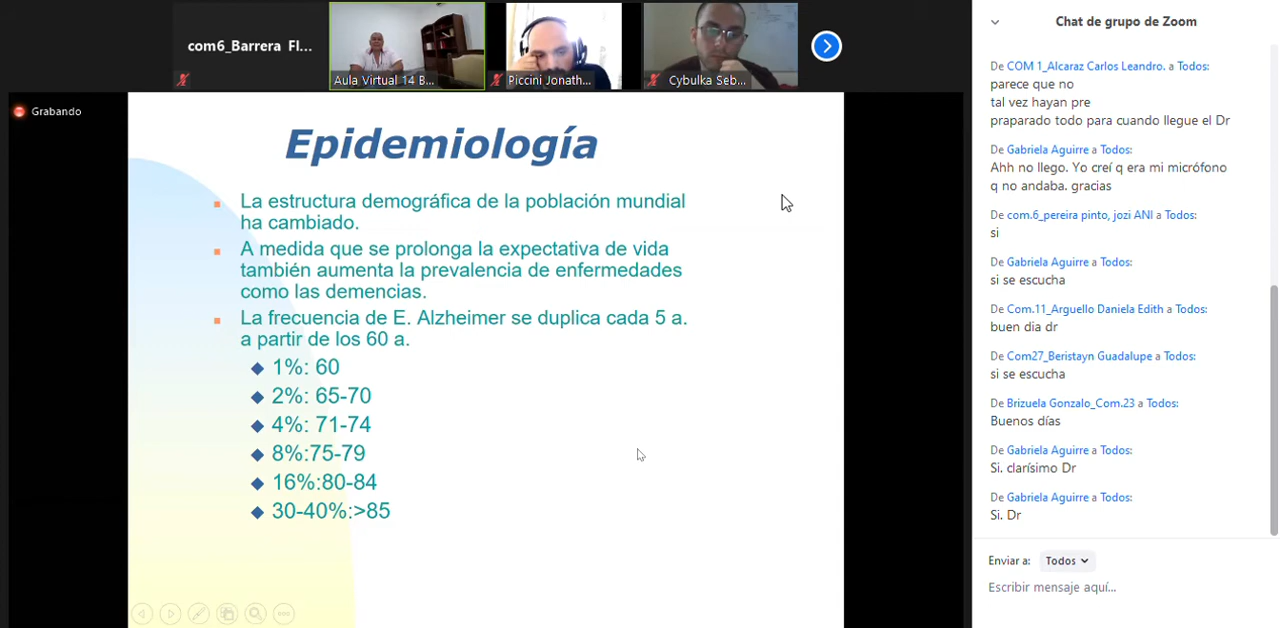 com6_Barrera Fl...
Aula Virtual 14 B...
Piccini Jonath...
Cybulka Seb...
Grabando
Epidemiología
La estructura demográfica de la población mundial
ha cambiado.
A medida que se prolonga la expectativa de vida
también aumenta la prevalencia de enfermedades
como las demencias.
La frecuencia de E. Alzheimer se duplica cada 5 a.
a partir de los 60 a.
1%: 60
2%: 65-70
4%: 71-74
8%:75-79
16%:80-84
30-40%:>85
Chat de grupo de Zoom
De COM 1_Alcaraz Carlos Leandro. a Todos:
parece que no
tal vez hayan pre
praparado todo para cuando llegue el Dr
De Gabriela Aguirre a Todos:
Ahh no llego. Yo creí q era mi micrófono
q no andaba. gracias
De com.6_pereira pinto, jozi ANI a Todos:
si
De Gabriela Aguirre a Todos:
si se escucha
De Com.11_Arguello Daniela Edith a Todos:
buen dia dr
De Com27_Beristayn Guadalupe a Todos:
si se escucha
De Brizuela Gonzalo_Com.23 a Todos:
Buenos días
De Gabriela Aguirre a Todos:
Si. clarísimo Dr
De Gabriela Aguirre a Todos:
Si. Dr
Enviar a: Todos
Escribir mensaje aquí...